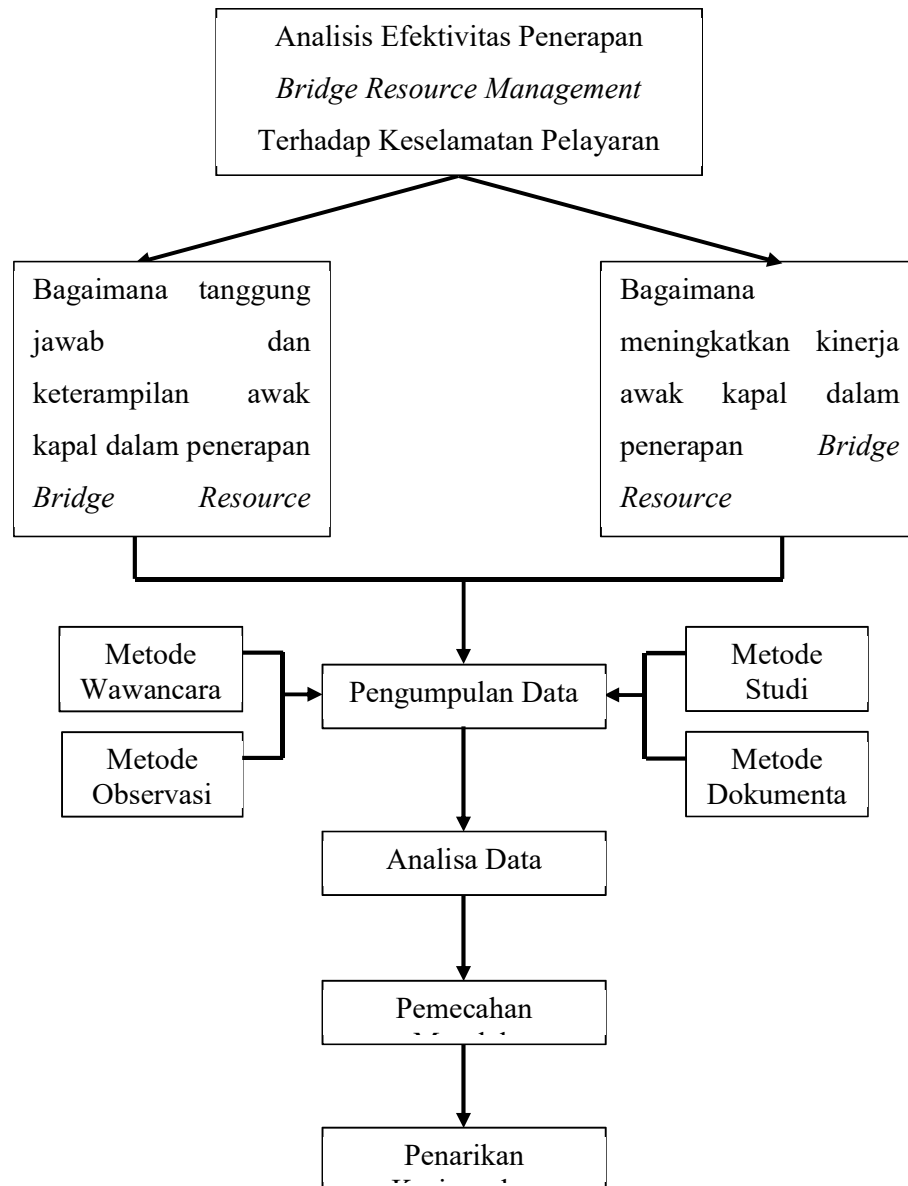 Analisis Efektivitas Penerapan
Bridge Resource Management
Terhadap Keselamatan Pelayaran
Bagaimana tanggung
jawab dan
keterampilan awak
kapal dalam penerapan
Bridge Resource
Bagaimana
meningkatkan kinerja
awak kapal dalam
penerapan Bridge
Resource
Metode
Wawancara
Metode
Studi
Pengumpulan Data
Metode
Observasi
Metode
Dokumenta
Analisa Data
Pemecahan
Penarikan